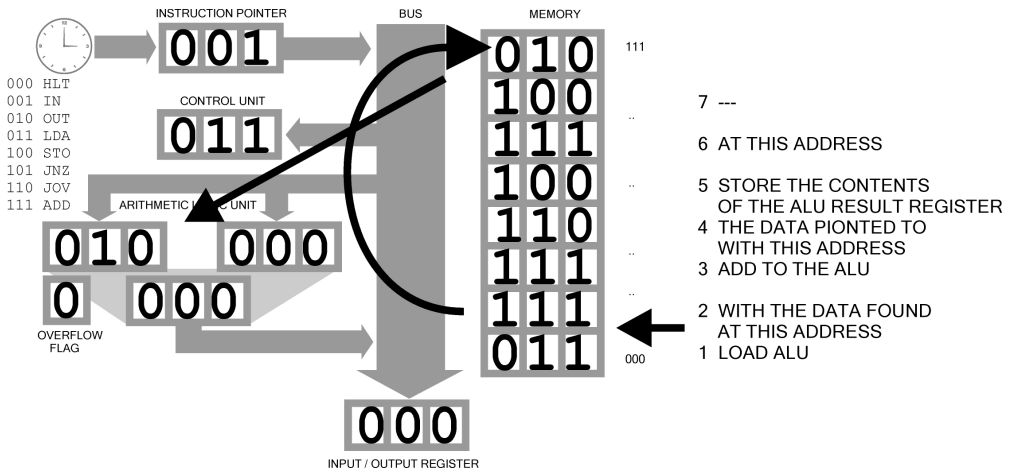 INSTRUCTION POINTER
BUS
MEMORY
001
010
111
000 HLT
001 IN
010 OUT
011 LDA
100 STO
101 JNZ
110 JOV
111 ADD
CONTROL UNIT
011
100
7 ---
..
111
6 AT THIS ADDRESS
100
..
5 STORE THE CONTENTS
OF THE ALU RESULT REGISTER
ARITHMETIC UNIT
010
000
110
4 THE DATA PIONTED TO
WITH THIS ADDRESS
111
..
3 ADD TO THE ALU
0
000
111
..
2 WITH THE DATA FOUND
AT THIS ADDRESS
OVERFLOW
FLAG
011
000
1 LOAD ALU
000
INPUT / OUTPUT REGISTER